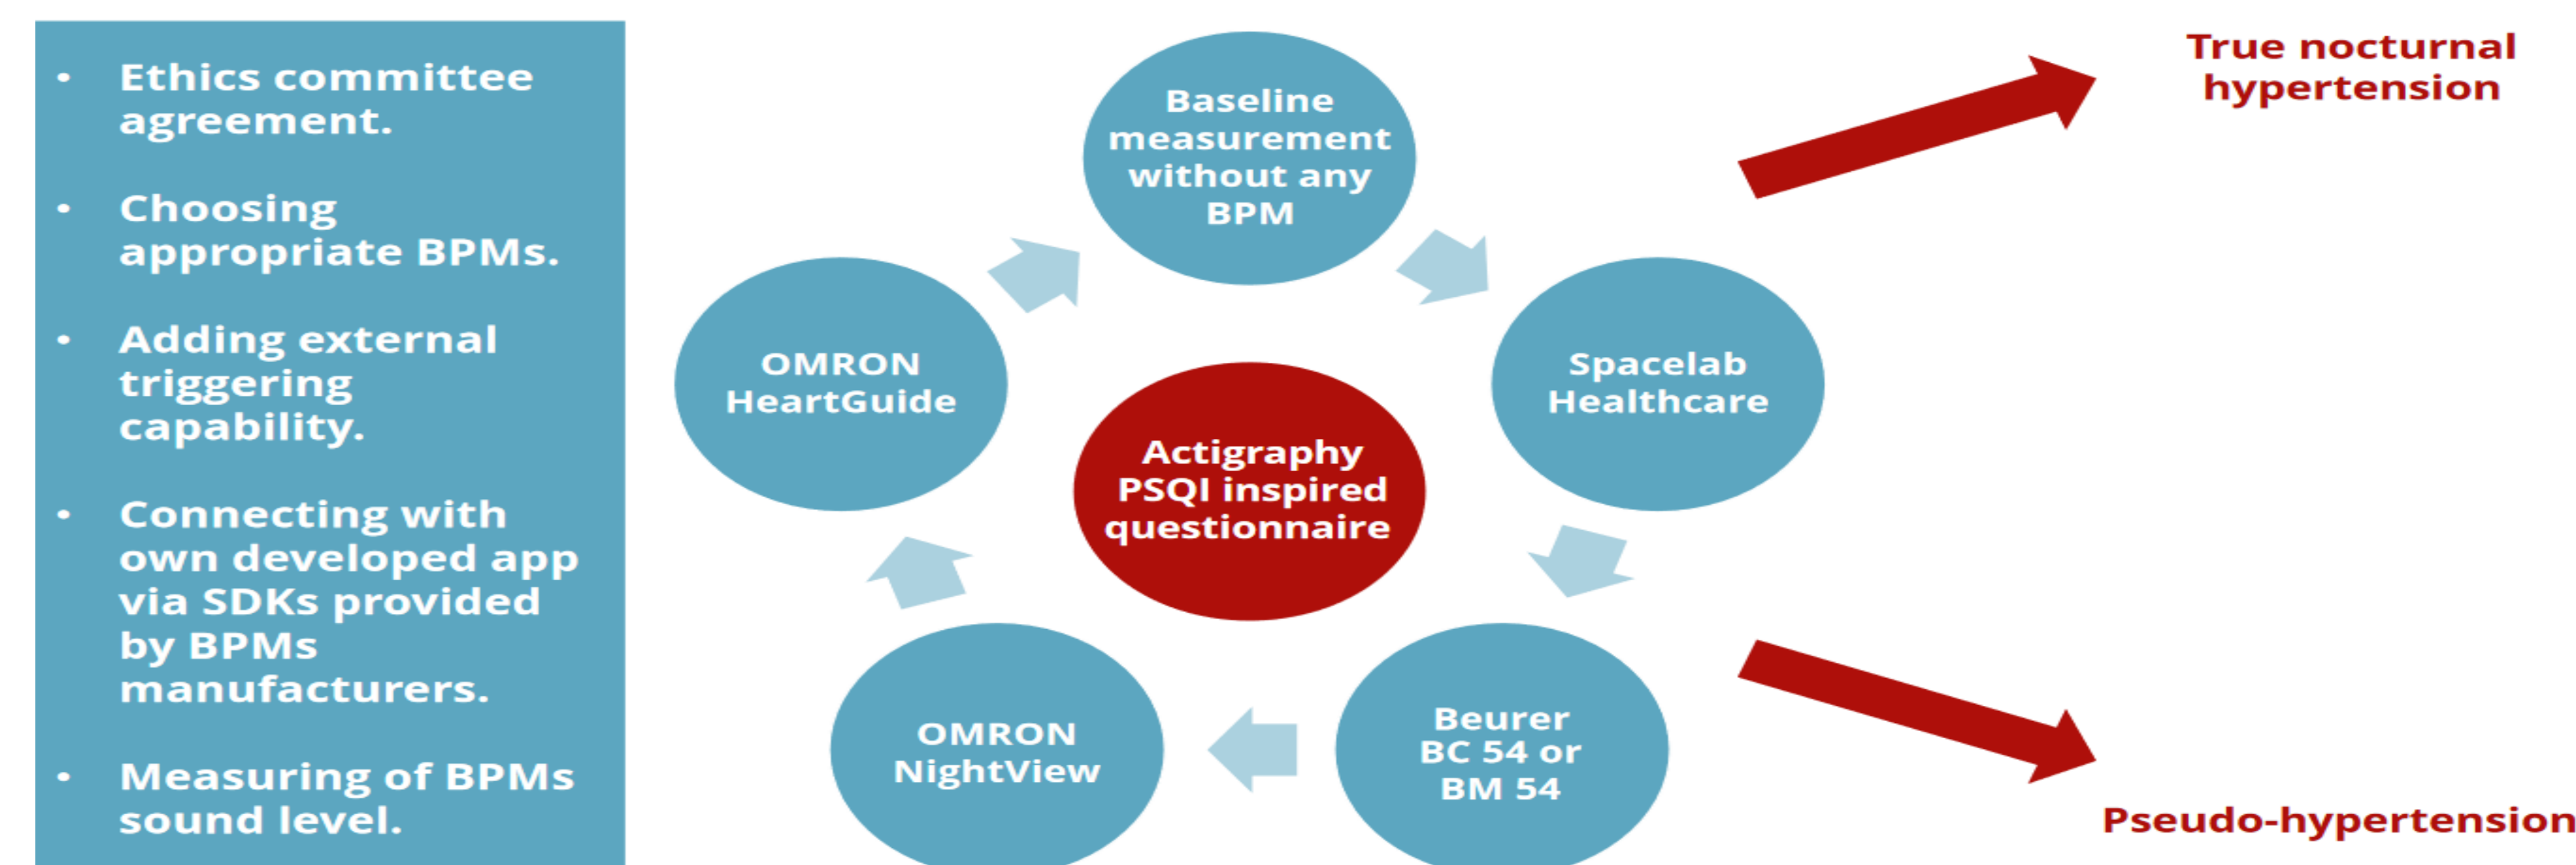 • Ethics committee
agreement.
• Choosing
appropriate BPMs.
• Adding external
triggering
capability.
• Connecting with
own developed app
via SDKs provided
by BPMs
manufacturers.
• Measuring of BPMs
sound level.
Baseline
measurement
without any
BPM
Spacelab
Healthcare
Beurer
BC 54 or
BM 54
OMRON
NightView
OMRON
HeartGuide
Actigraphy
PSQI inspired
questionnaire
True nocturnal
hypertension
Pseudo-hypertension